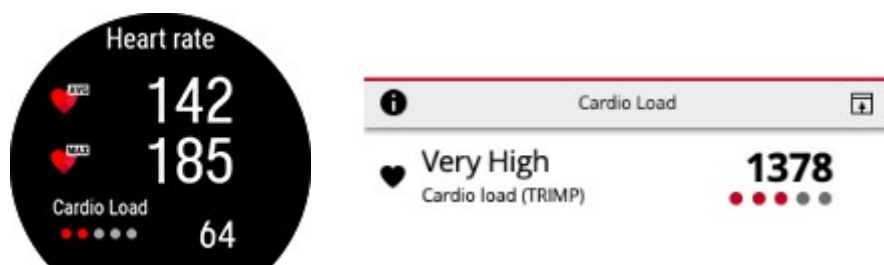 Heart rate
AVG 142
MAX 185
Cardio Load
64
Cardio Load
Very High 1378
Cardio load (TRIMP)